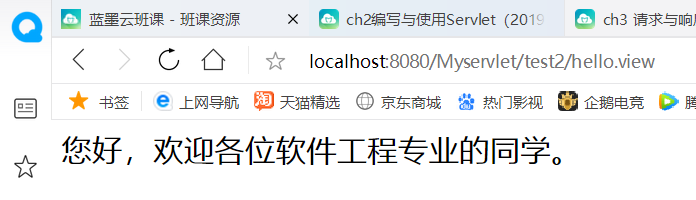 蓝墨云班课 - 班课资源 ch2编写与使用Servlet（2019 ch3 请求与响
localhost:8080/Myservlet/test2/hello.view
书签 上网导航 淘 天猫精选 京东商城 热门影视 企鹅电竞
您好，欢迎各位软件工程专业的同学。